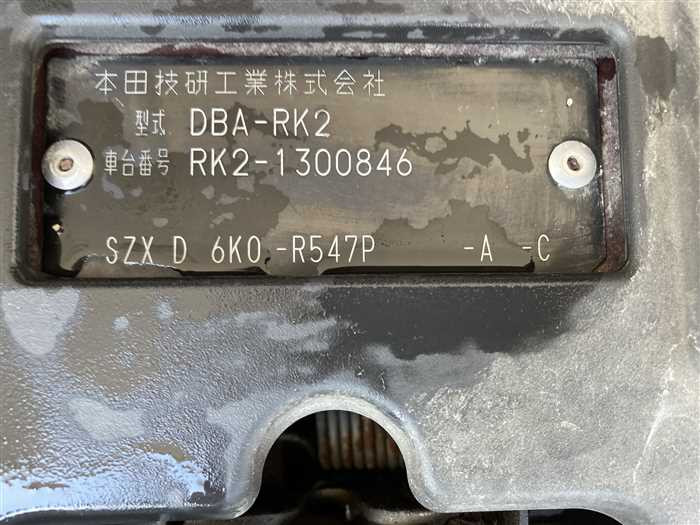 本田技研工業株式会社
型式 DBA-RK2
車台番号 RK2-1300846
SZX D 6K0 -R547P -A -C